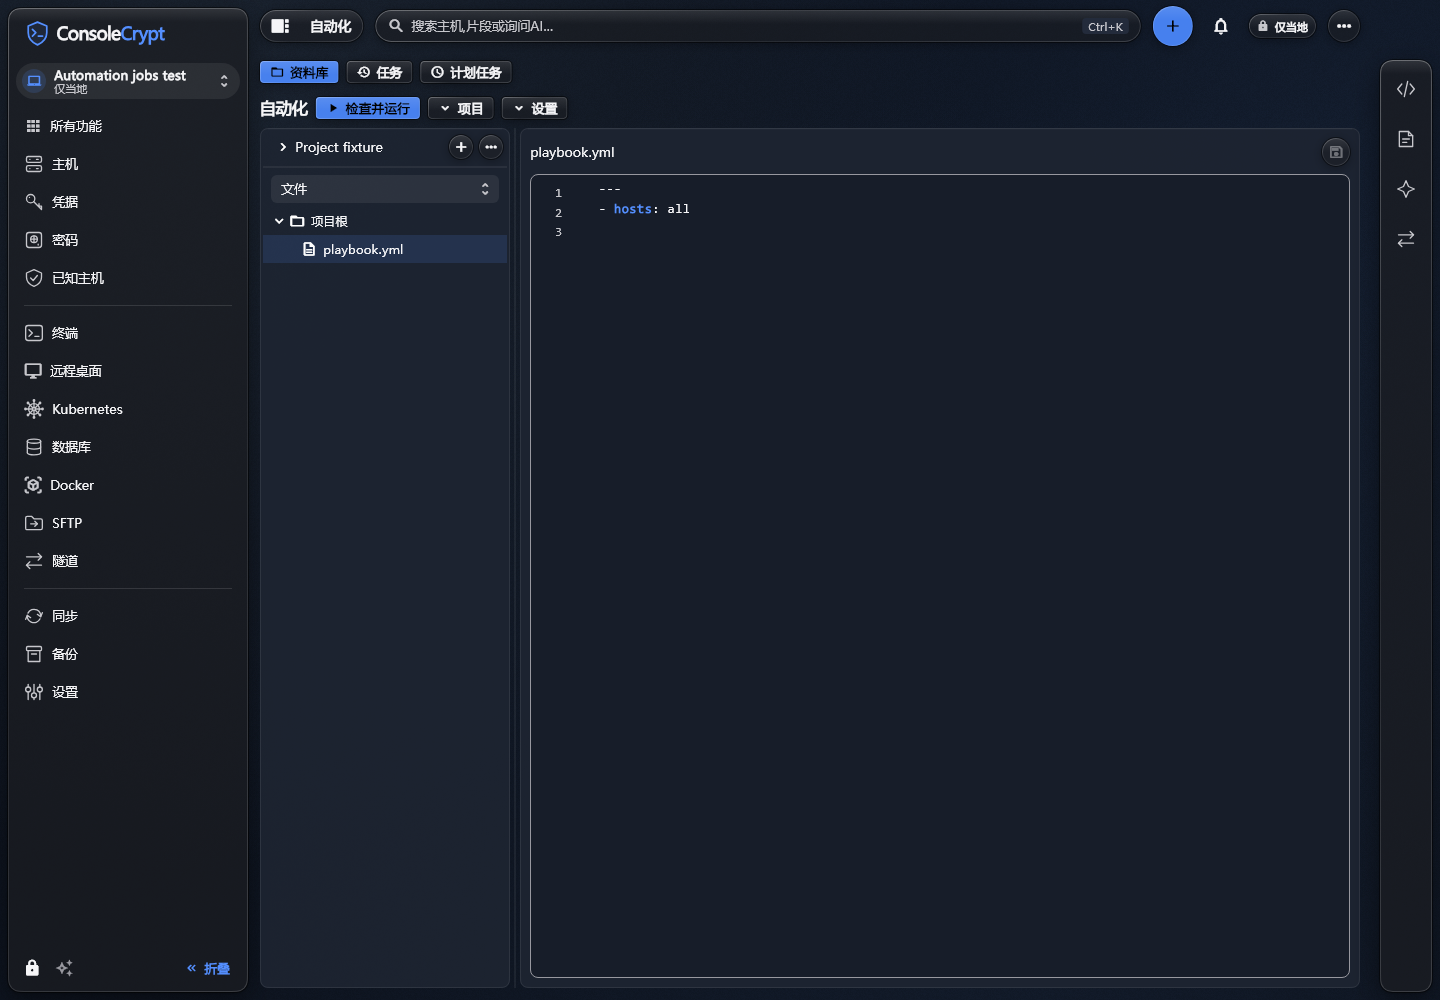 ConsoleCrypt
Automation jobs test
仅当地
所有功能
主机
凭据
密码
已知主机
终端
远程桌面
Kubernetes
数据库
Docker
SFTP
隧道
同步
备份
设置
折叠
自动化
搜索主机,片段或询问AI...
Ctrl+K
仅当地
资料库
任务
计划任务
自动化
检查并运行
项目
设置
Project fixture
文件
项目根
playbook.yml
playbook.yml
1 ---
2 - hosts: all
3